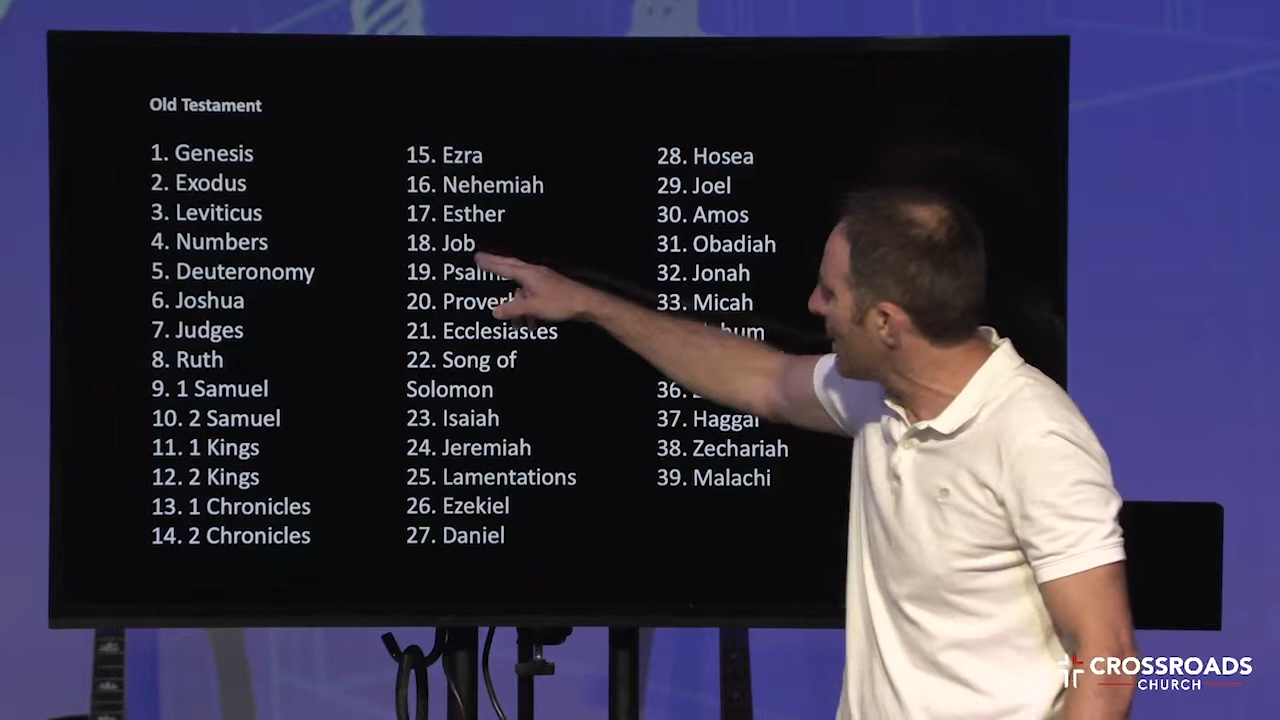 Old Testament
1. Genesis
2. Exodus
3. Leviticus
4. Numbers
5. Deuteronomy
6. Joshua
7. Judges
8. Ruth
9. 1 Samuel
10. 2 Samuel
11. 1 Kings
12. 2 Kings
13. 1 Chronicles
14. 2 Chronicles
15. Ezra
16. Nehemiah
17. Esther
18. Job
19. Psalms
20. Proverbs
21. Ecclesiastes
22. Song of
Solomon
23. Isaiah
24. Jeremiah
25. Lamentations
26. Ezekiel
27. Daniel
28. Hosea
29. Joel
30. Amos
31. Obadiah
32. Jonah
33. Micah
36.
37. Haggai
38. Zechariah
39. Malachi
CROSSROADS
CHURCH